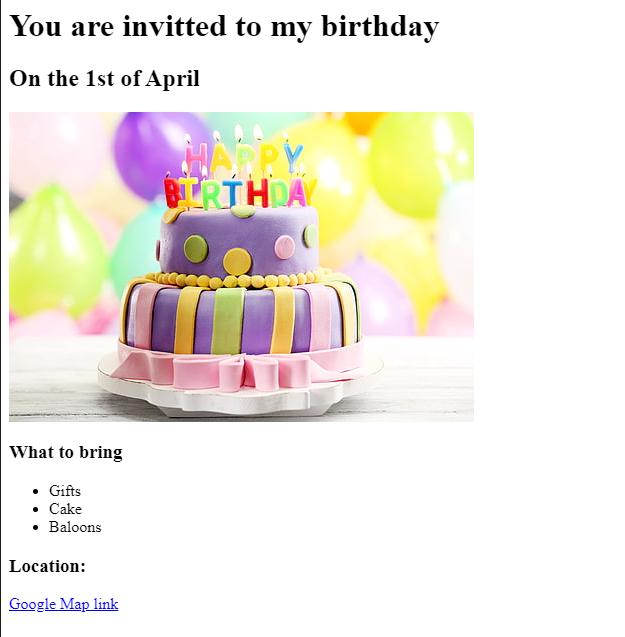 You are invitted to my birthday
On the 1st of April
HAPPY
BIRTHDAY
What to bring
Gifts
Cake
Baloons
Location:
Google Map link